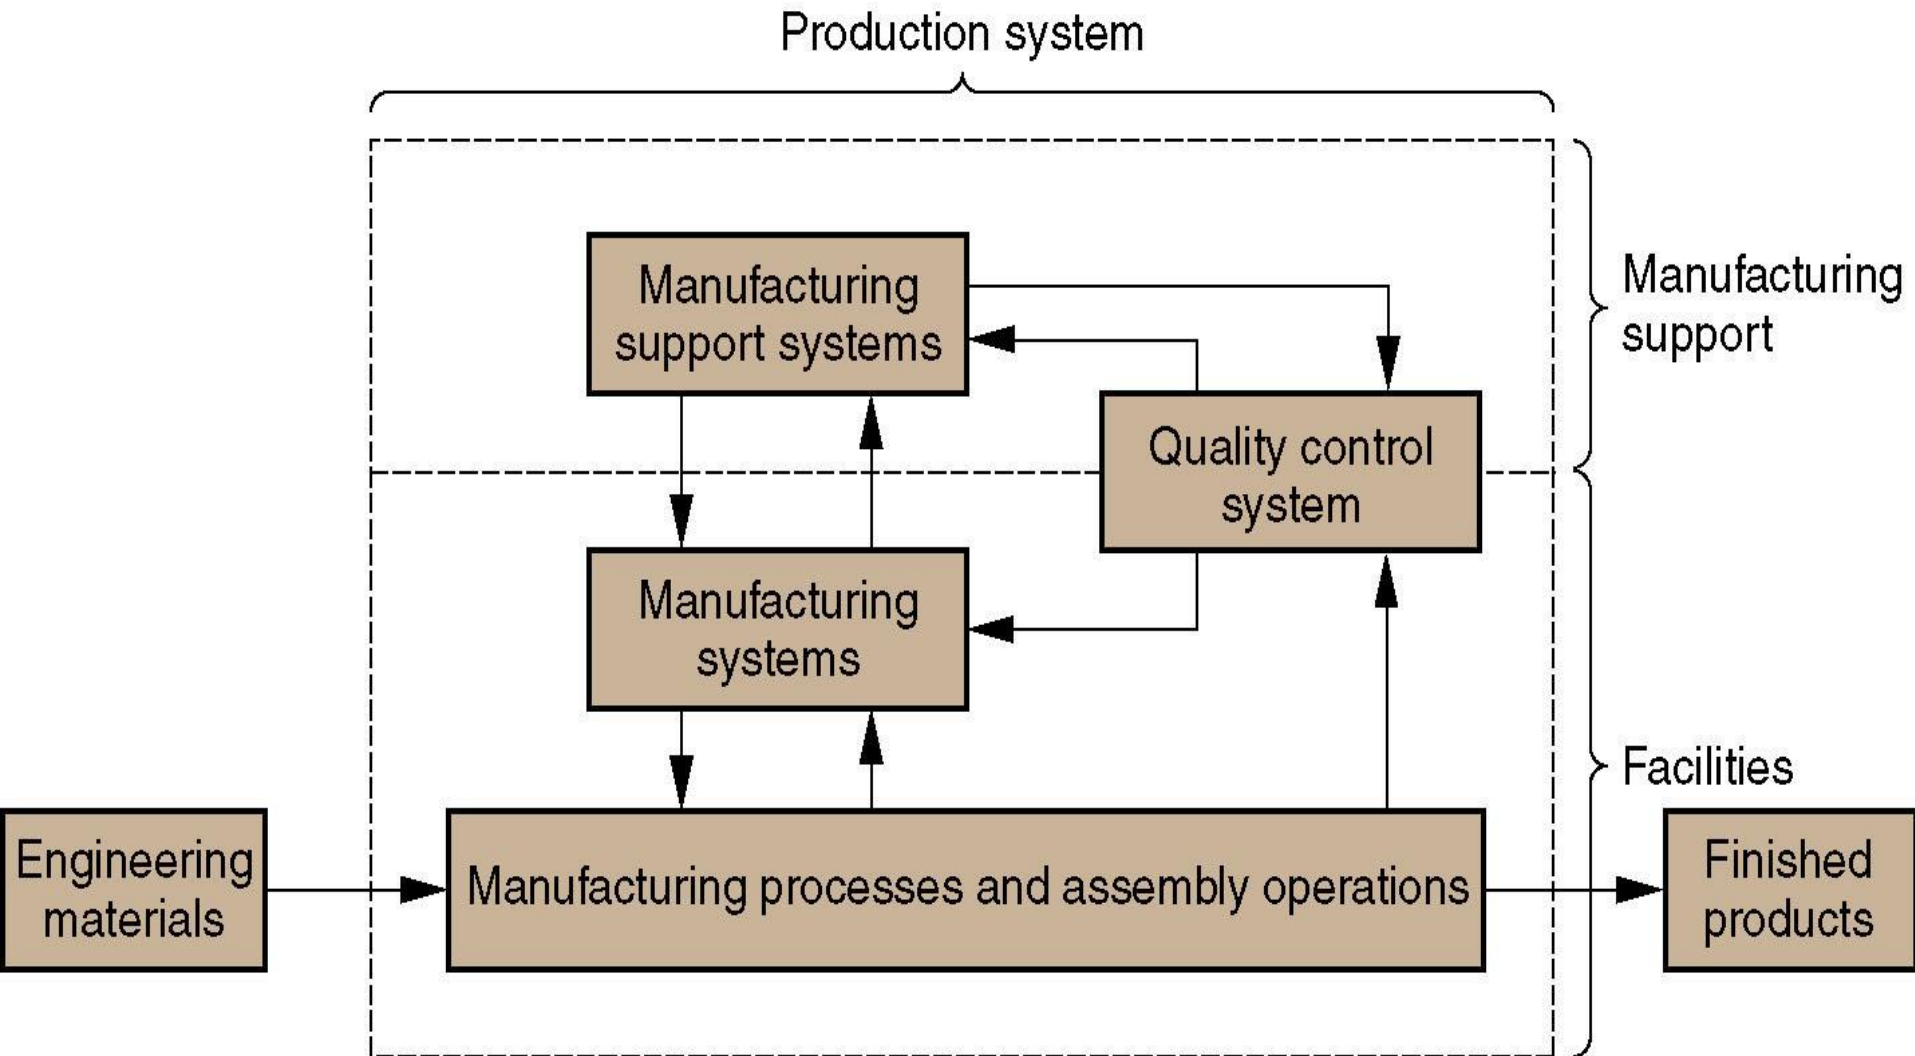 Production system
Manufacturing
support systems
Manufacturing
support
Quality control
system
Manufacturing
systems
Facilities
Engineering
materials
Manufacturing processes and assembly operations
Finished
products